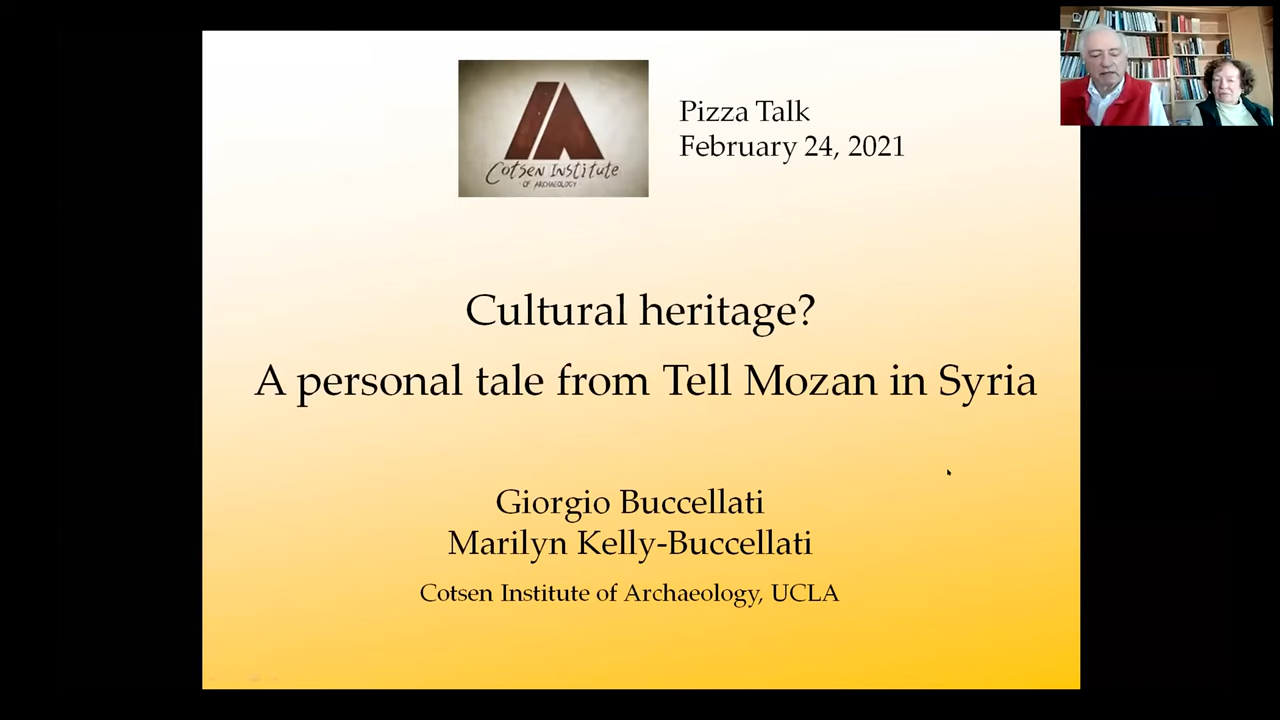 Cotsen Institute
- OF ARCHAEOLOGY -
Pizza Talk
February 24, 2021
Cultural heritage?
A personal tale from Tell Mozan in Syria
Giorgio Buccellati
Marilyn Kelly-Buccellati
Cotsen Institute of Archaeology, UCLA